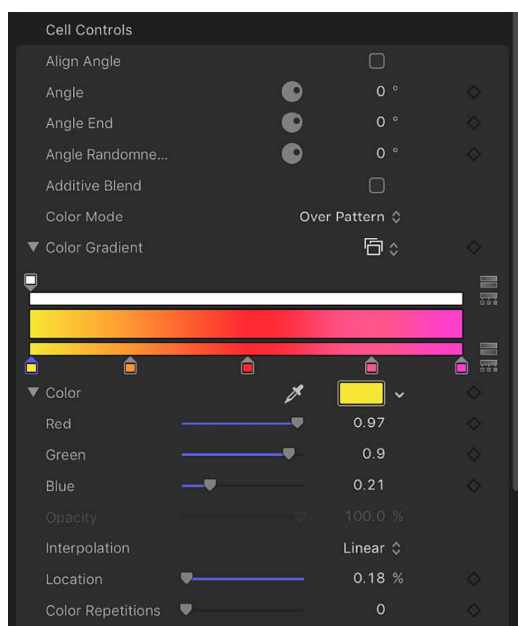 Cell Controls
Align Angle
Angle 0 °
Angle End 0 °
Angle Randomne... 0 °
Additive Blend
Color Mode Over Pattern
Color Gradient
Color
Red 0.97
Green 0.9
Blue 0.21
Opacity 100.0 %
Interpolation Linear
Location 0.18 %
Color Repetitions 0